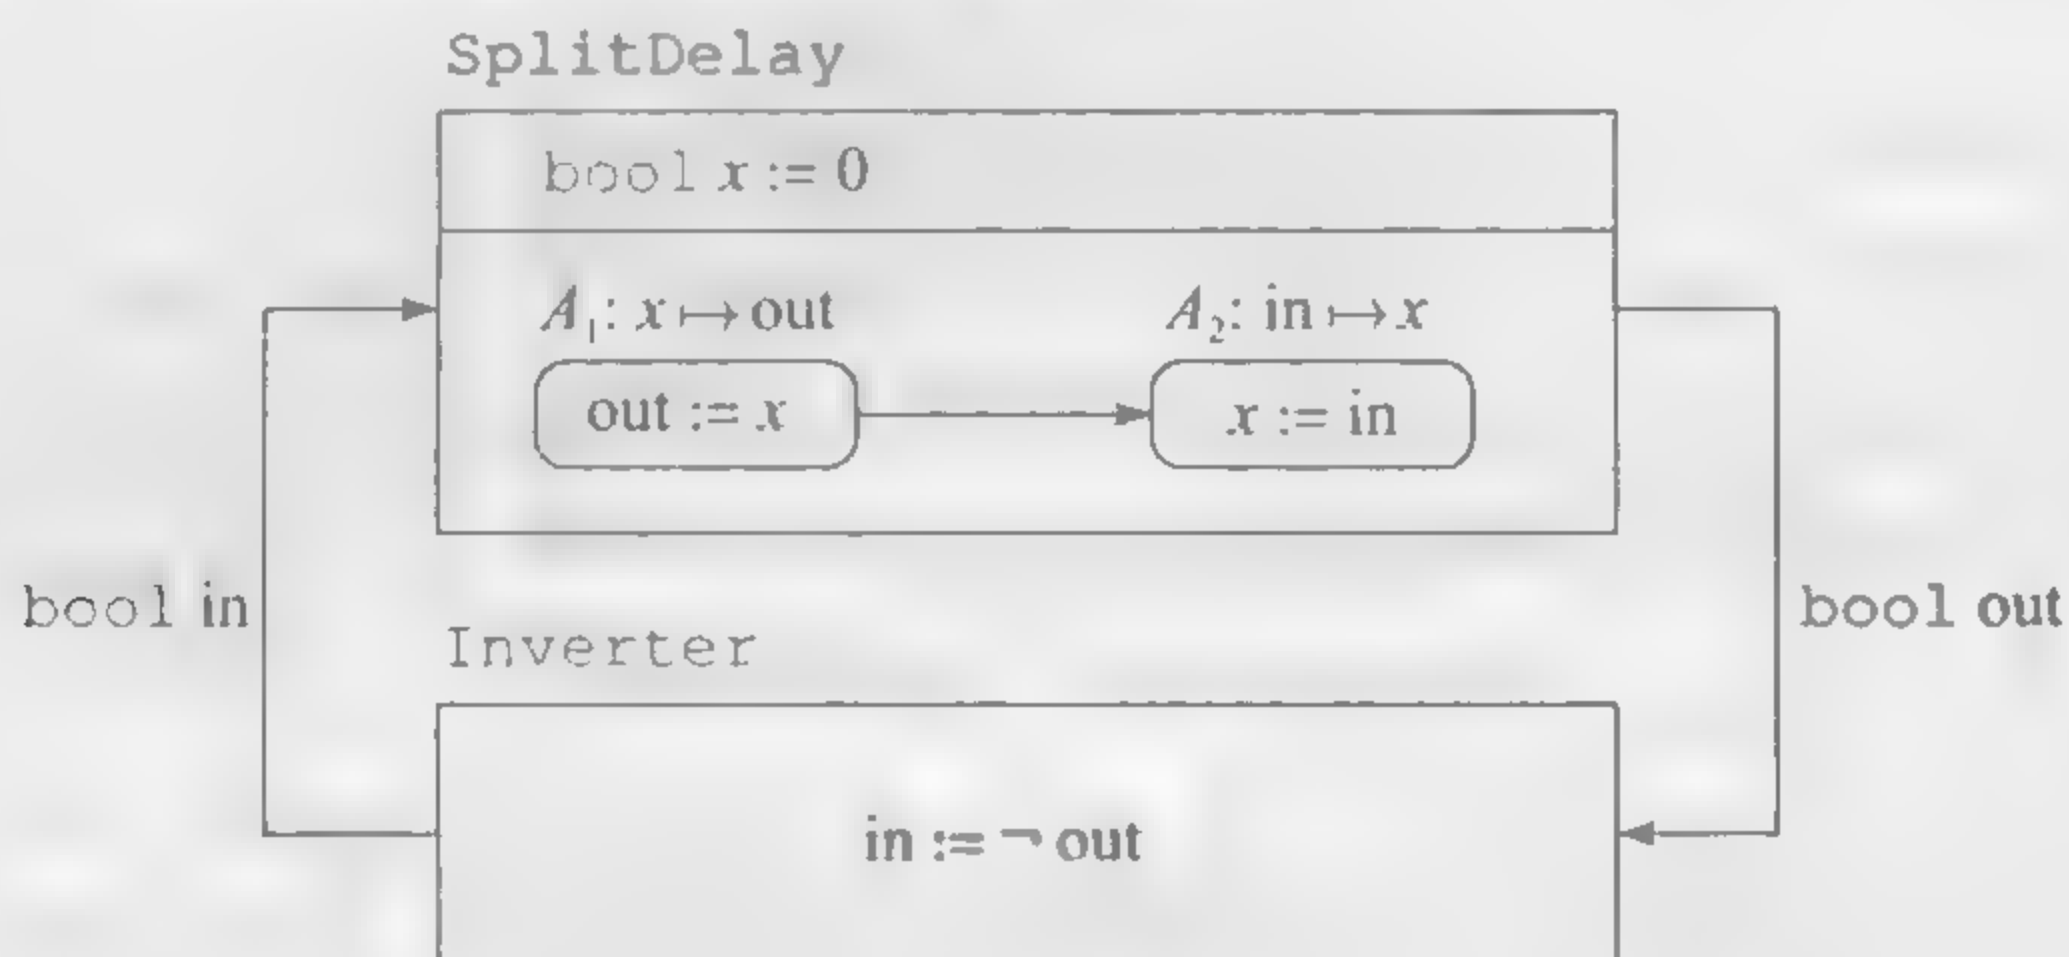 SplitDelay
bool x := 0
A₁: x ↦ out
A₂: in ↦ x
out := x
x := in
bool in
bool out
Inverter
in := ¬ out